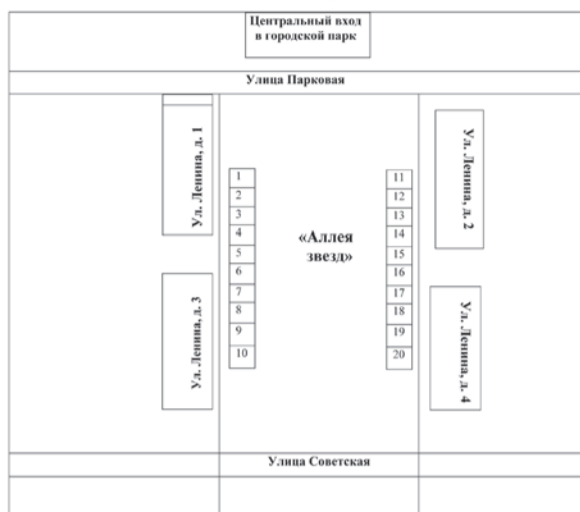 Центральный вход
в городской парк
Улица Парковая
Ул. Ленина, д. 1
Ул. Ленина, д. 2
1
2
3
4
5
6
7
8
9
10
«Аллея
звезд»
11
12
13
14
15
16
17
18
19
20
Ул. Ленина, д. 3
Ул. Ленина, д. 4
Улица Советская